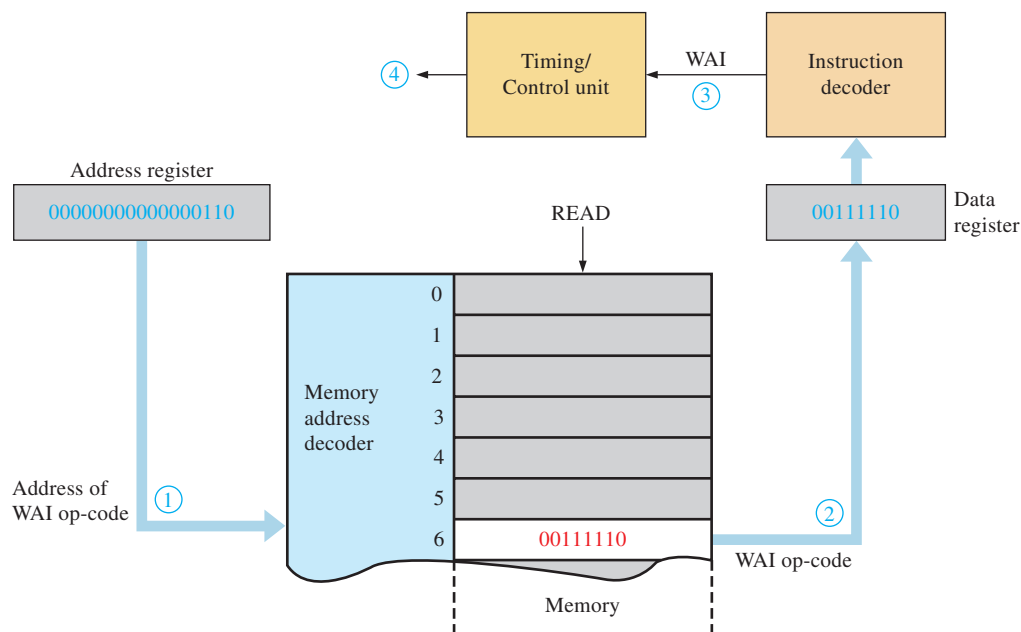 Timing/
Control unit
④
WAI
③
Instruction
decoder
Address register
00000000000000110
READ
00111110
Data
register
0
1
2
3
4
5
6
Memory
address
decoder
Address of
WAI op-code
①
00111110
②
WAI op-code
Memory